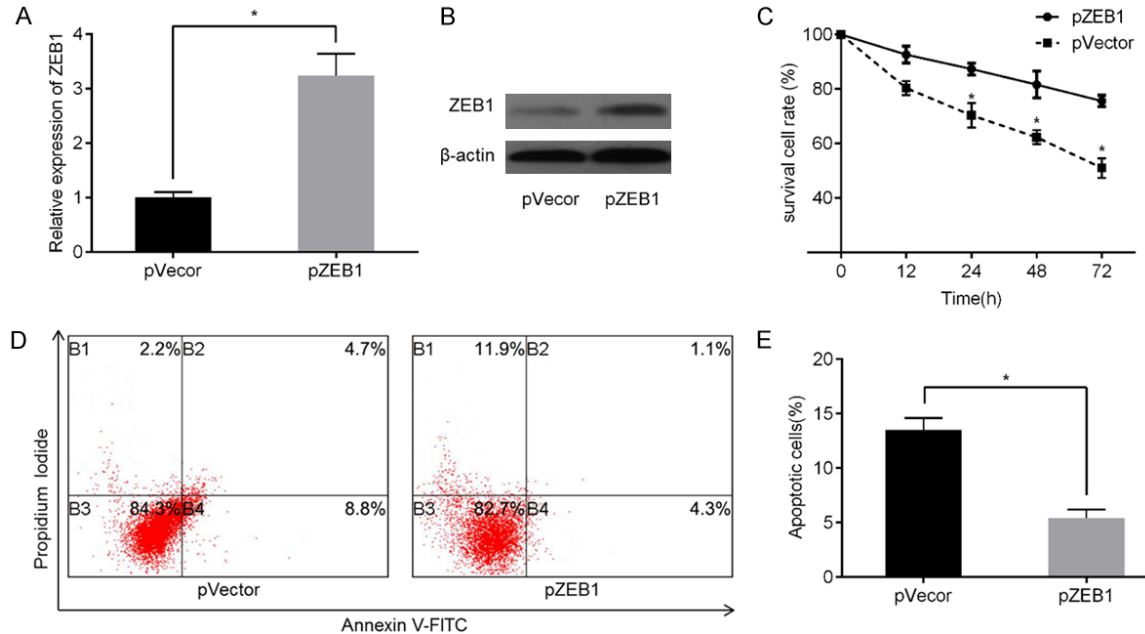 A
*
Relative expression of ZEB1
4
3
2
1
0
pVecor
pZEB1
B
ZEB1
β-actin
pVecor pZEB1
C
pZEB1
pVector
survival cell rate (%)
100
80
60
40
*
*
*
0 12 24 48 72
Time(h)
D
Propidium Iodide
B1 2.2% B2 4.7%
B3 84.3% B4 8.8%
pVector
B1 11.9% B2 1.1%
B3 82.7% B4 4.3%
pZEB1
Annexin V-FITC
E
*
Apoptotic cells(%)
20
15
10
5
0
pVecor
pZEB1